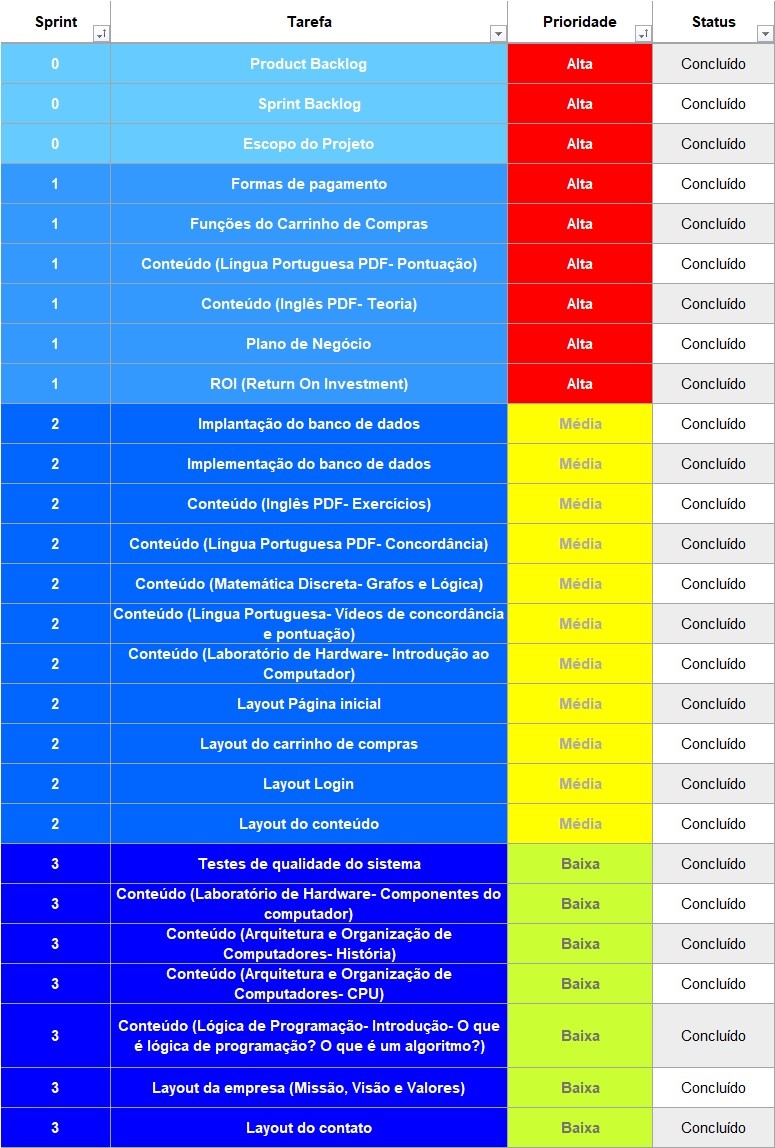 Sprint Tarefa Prioridade Status
0 Product Backlog Alta Concluído
0 Sprint Backlog Alta Concluído
0 Escopo do Projeto Alta Concluído
1 Formas de pagamento Alta Concluído
1 Funções do Carrinho de Compras Alta Concluído
1 Conteúdo (Língua Portuguesa PDF- Pontuação) Alta Concluído
1 Conteúdo (Inglês PDF- Teoria) Alta Concluído
1 Plano de Negócio Alta Concluído
1 ROI (Return On Investment) Alta Concluído
2 Implantação do banco de dados Média Concluído
2 Implementação do banco de dados Média Concluído
2 Conteúdo (Inglês PDF- Exercícios) Média Concluído
2 Conteúdo (Língua Portuguesa PDF- Concordância) Média Concluído
2 Conteúdo (Matemática Discreta- Grafos e Lógica) Média Concluído
2 Conteúdo (Língua Portuguesa- Vídeos de concordância
e pontuação) Média Concluído
2 Conteúdo (Laboratório de Hardware- Introdução ao
Computador) Média Concluído
2 Layout Página inicial Média Concluído
2 Layout do carrinho de compras Média Concluído
2 Layout Login Média Concluído
2 Layout do conteúdo Média Concluído
3 Testes de qualidade do sistema Baixa Concluído
3 Conteúdo (Laboratório de Hardware- Componentes do
computador) Baixa Concluído
3 Conteúdo (Arquitetura e Organização de
Computadores- História) Baixa Concluído
3 Conteúdo (Arquitetura e Organização de
Computadores- CPU) Baixa Concluído
3 Conteúdo (Lógica de Programação- Introdução- O que
é lógica de programação? O que é um algoritmo?) Baixa Concluído
3 Layout da empresa (Missão, Visão e Valores) Baixa Concluído
3 Layout do contato Baixa Concluído